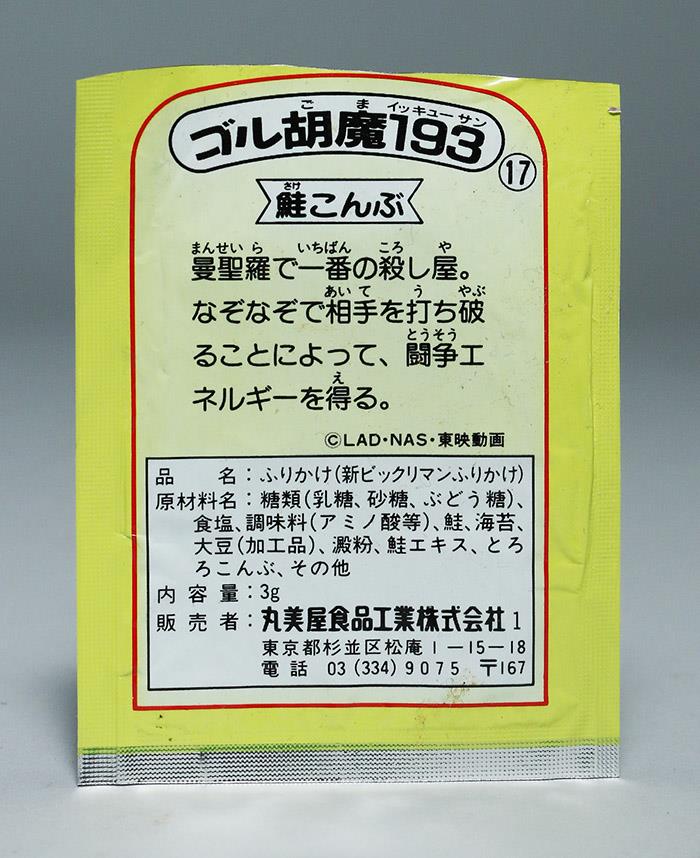 ごま イッキューサン
ゴル胡魔193
17
さけ
鮭こんぶ
まんせいら いちばん ころ や
曼聖羅で一番の殺し屋。
あいて う やぶ
なぞなぞで相手を打ち破
とうそう
ることによって、闘争エ
え
ネルギーを得る。
©LAD・NAS・東映動画
品名:ふりかけ(新ビックリマンふりかけ)
原材料名:糖類(乳糖、砂糖、ぶどう糖)、
食塩、調味料(アミノ酸等)、鮭、海苔、
大豆(加工品)、澱粉、鮭エキス、とろ
ろこんぶ、その他
内容量:3g
販売者:丸美屋食品工業株式会社1
東京都杉並区松庵1-15-18
電話 03(334)9075 〒167